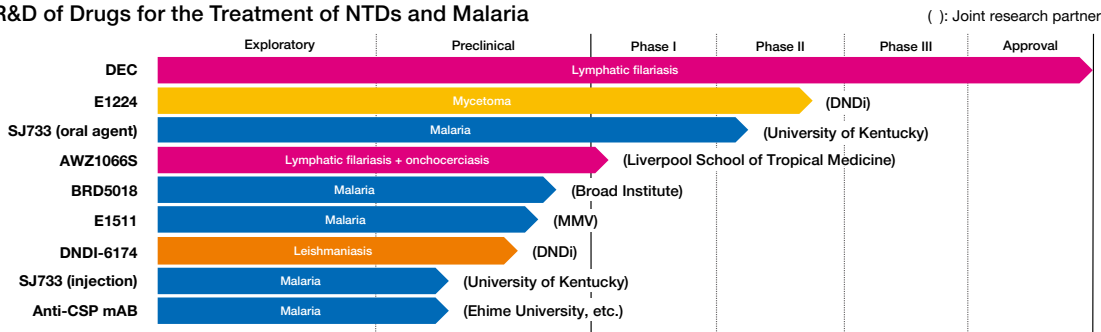 R&D of Drugs for the Treatment of NTDs and Malaria
( ): Joint research partner
Exploratory Preclinical Phase I Phase II Phase III Approval
DEC Lymphatic filariasis
E1224 Mycetoma (DNDi)
SJ733 (oral agent) Malaria (University of Kentucky)
AWZ1066S Lymphatic filariasis + onchocerciasis (Liverpool School of Tropical Medicine)
BRD5018 Malaria (Broad Institute)
E1511 Malaria (MMV)
DNDI-6174 Leishmaniasis (DNDi)
SJ733 (injection) Malaria (University of Kentucky)
Anti-CSP mAB Malaria (Ehime University, etc.)